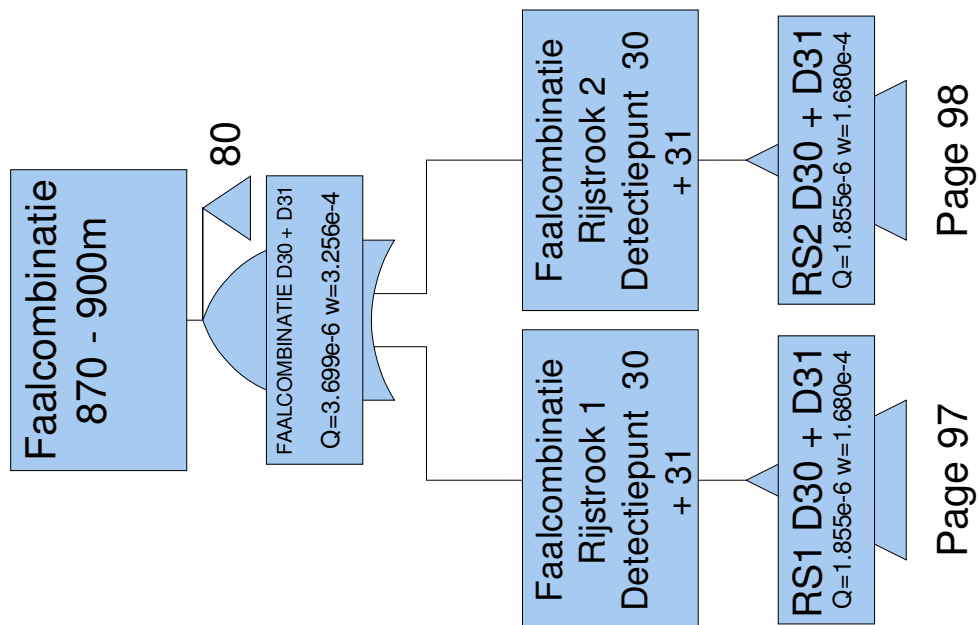 Faalcombinatie
870 - 900m
80
FAALCOMBINATIE D30 + D31
Q=3.699e-6 w=3.256e-4
Faalcombinatie
Rijstrook 1
Detectiepunt 30
+ 31
RS1 D30 + D31
Q=1.855e-6 w=1.680e-4
Page 97
Faalcombinatie
Rijstrook 2
Detectiepunt 30
+ 31
RS2 D30 + D31
Q=1.855e-6 w=1.680e-4
Page 98